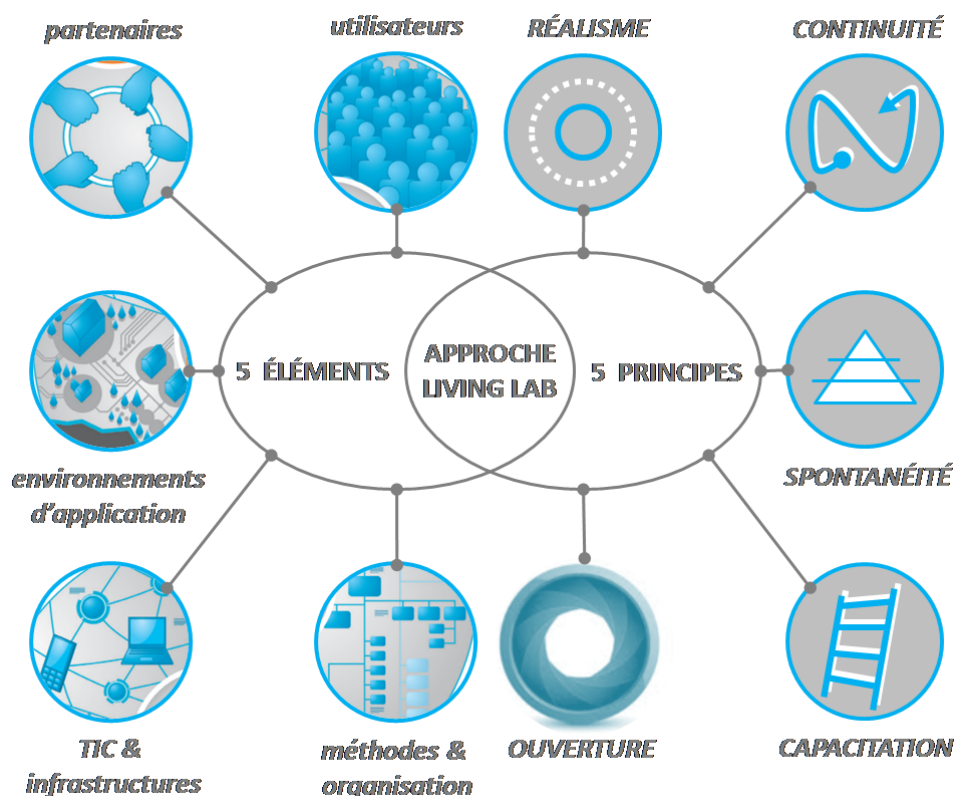 partenaires
utilisateurs
RÉALISME
CONTINUITÉ
5 ÉLÉMENTS
APPROCHE
LIVING LAB
5 PRINCIPES
environnements
d'application
SPONTANÉITÉ
TIC &
infrastructures
méthodes &
organisation
OUVERTURE
CAPACITATION